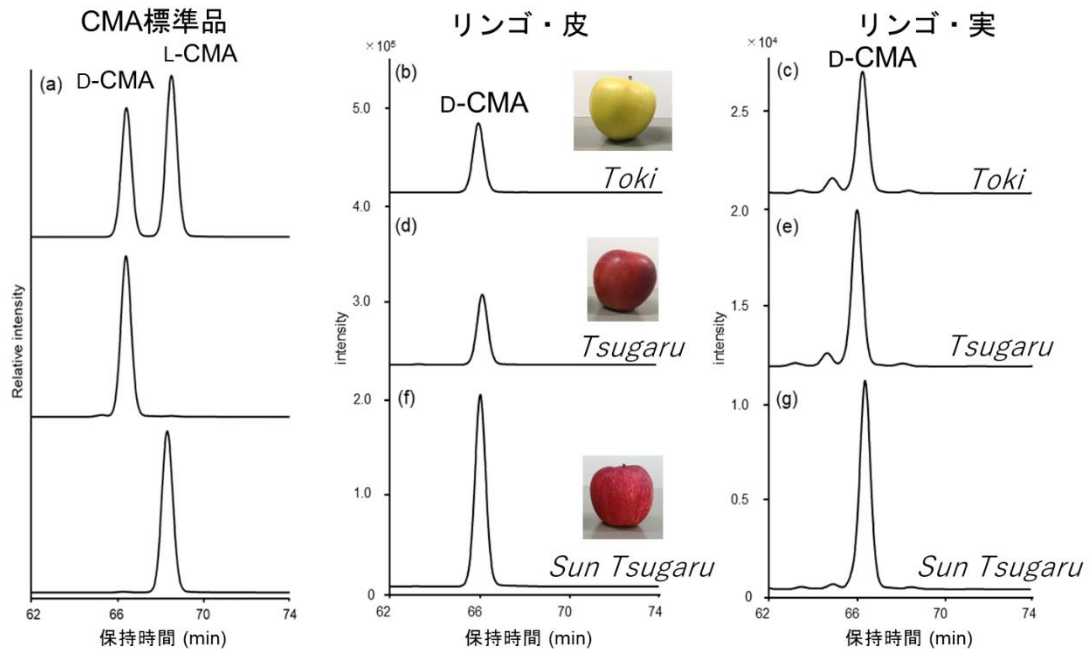 CMA標準品
リンゴ・皮
リンゴ・実
(a)
D-CMA
L-CMA
Relative intensity
62
66
70
74
保持時間 (min)
×10⁵
(b)
D-CMA
Toki
5.0
4.0
(d)
3.0
intensity
Tsugaru
2.0
(f)
1.0
Sun Tsugaru
0
62
66
70
74
保持時間 (min)
×10⁴
(c)
D-CMA
2.5
Toki
2.0
(e)
1.5
intensity
Tsugaru
1.0
(g)
0.5
Sun Tsugaru
0
62
66
70
74
保持時間 (min)